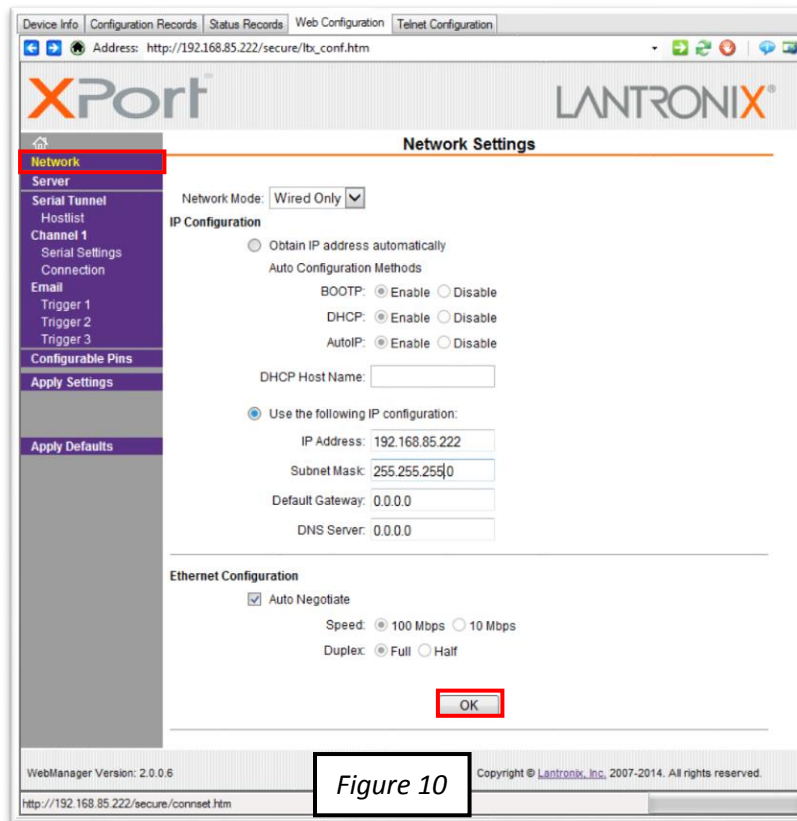 Device Info Configuration Records Status Records Web Configuration Telnet Configuration
Address: http://192.168.85.222/secure/ltx_conf.htm
XPort LANTRONIX®
Network Settings
Network
Server
Serial Tunnel
Hostlist
Channel 1
Serial Settings
Connection
Email
Trigger 1
Trigger 2
Trigger 3
Configurable Pins
Apply Settings
Apply Defaults
Network Mode: Wired Only
IP Configuration
Obtain IP address automatically
Auto Configuration Methods
BOOTP: Enable Disable
DHCP: Enable Disable
AutoIP: Enable Disable
DHCP Host Name:
Use the following IP configuration:
IP Address: 192.168.85.222
Subnet Mask: 255.255.255.0
Default Gateway: 0.0.0.0
DNS Server: 0.0.0.0
Ethernet Configuration
Auto Negotiate
Speed: 100 Mbps 10 Mbps
Duplex: Full Half
OK
WebManager Version: 2.0.0.6
Figure 10
Copyright © Lantronix, Inc. 2007-2014. All rights reserved.
http://192.168.85.222/secure/connset.htm